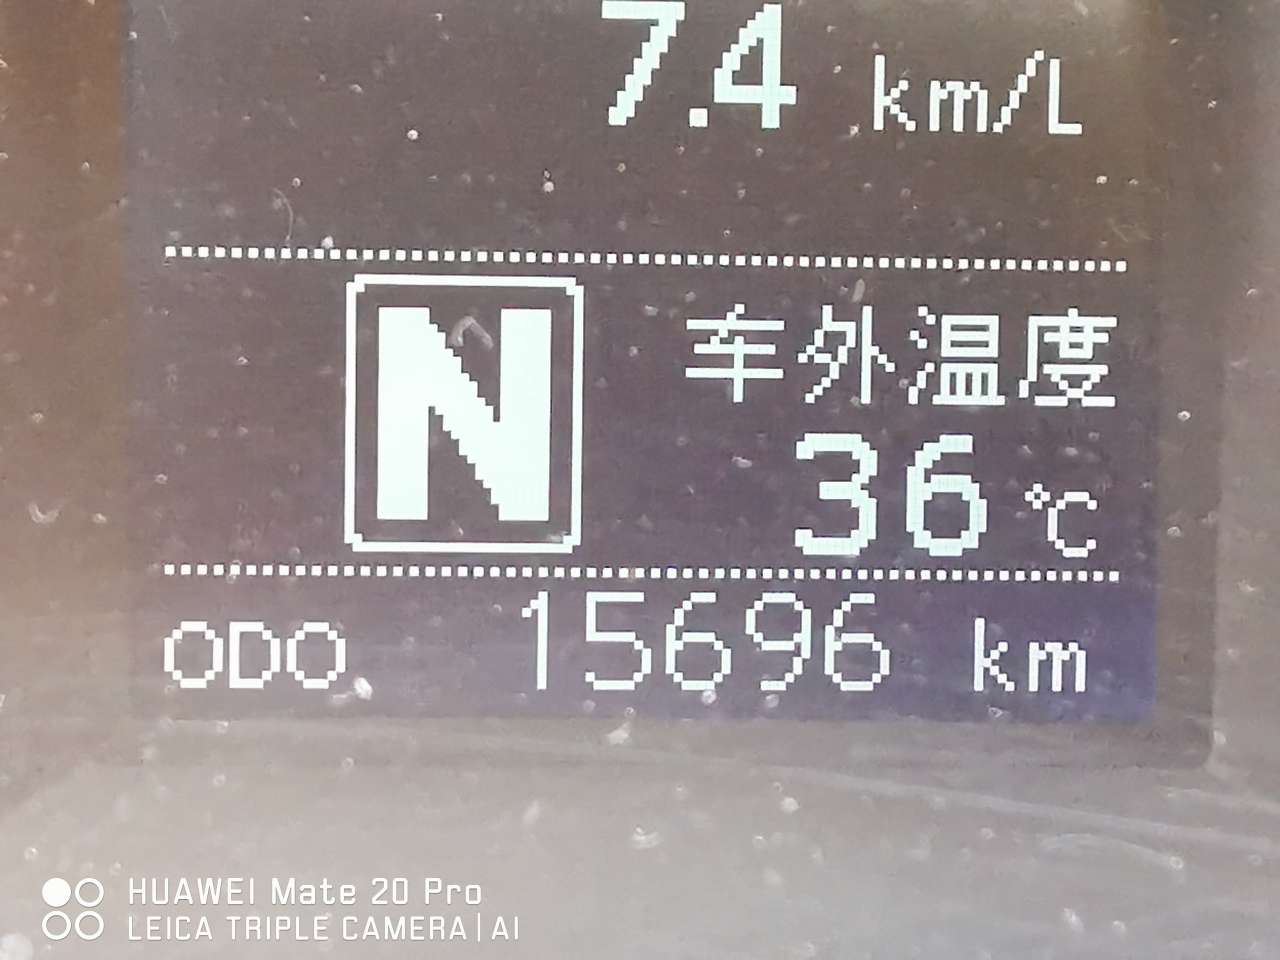 7.4 km/L
N
车外温度
36 ℃
ODO 15696 km
HUAWEI Mate 20 Pro
LEICA TRIPLE CAMERA|AI